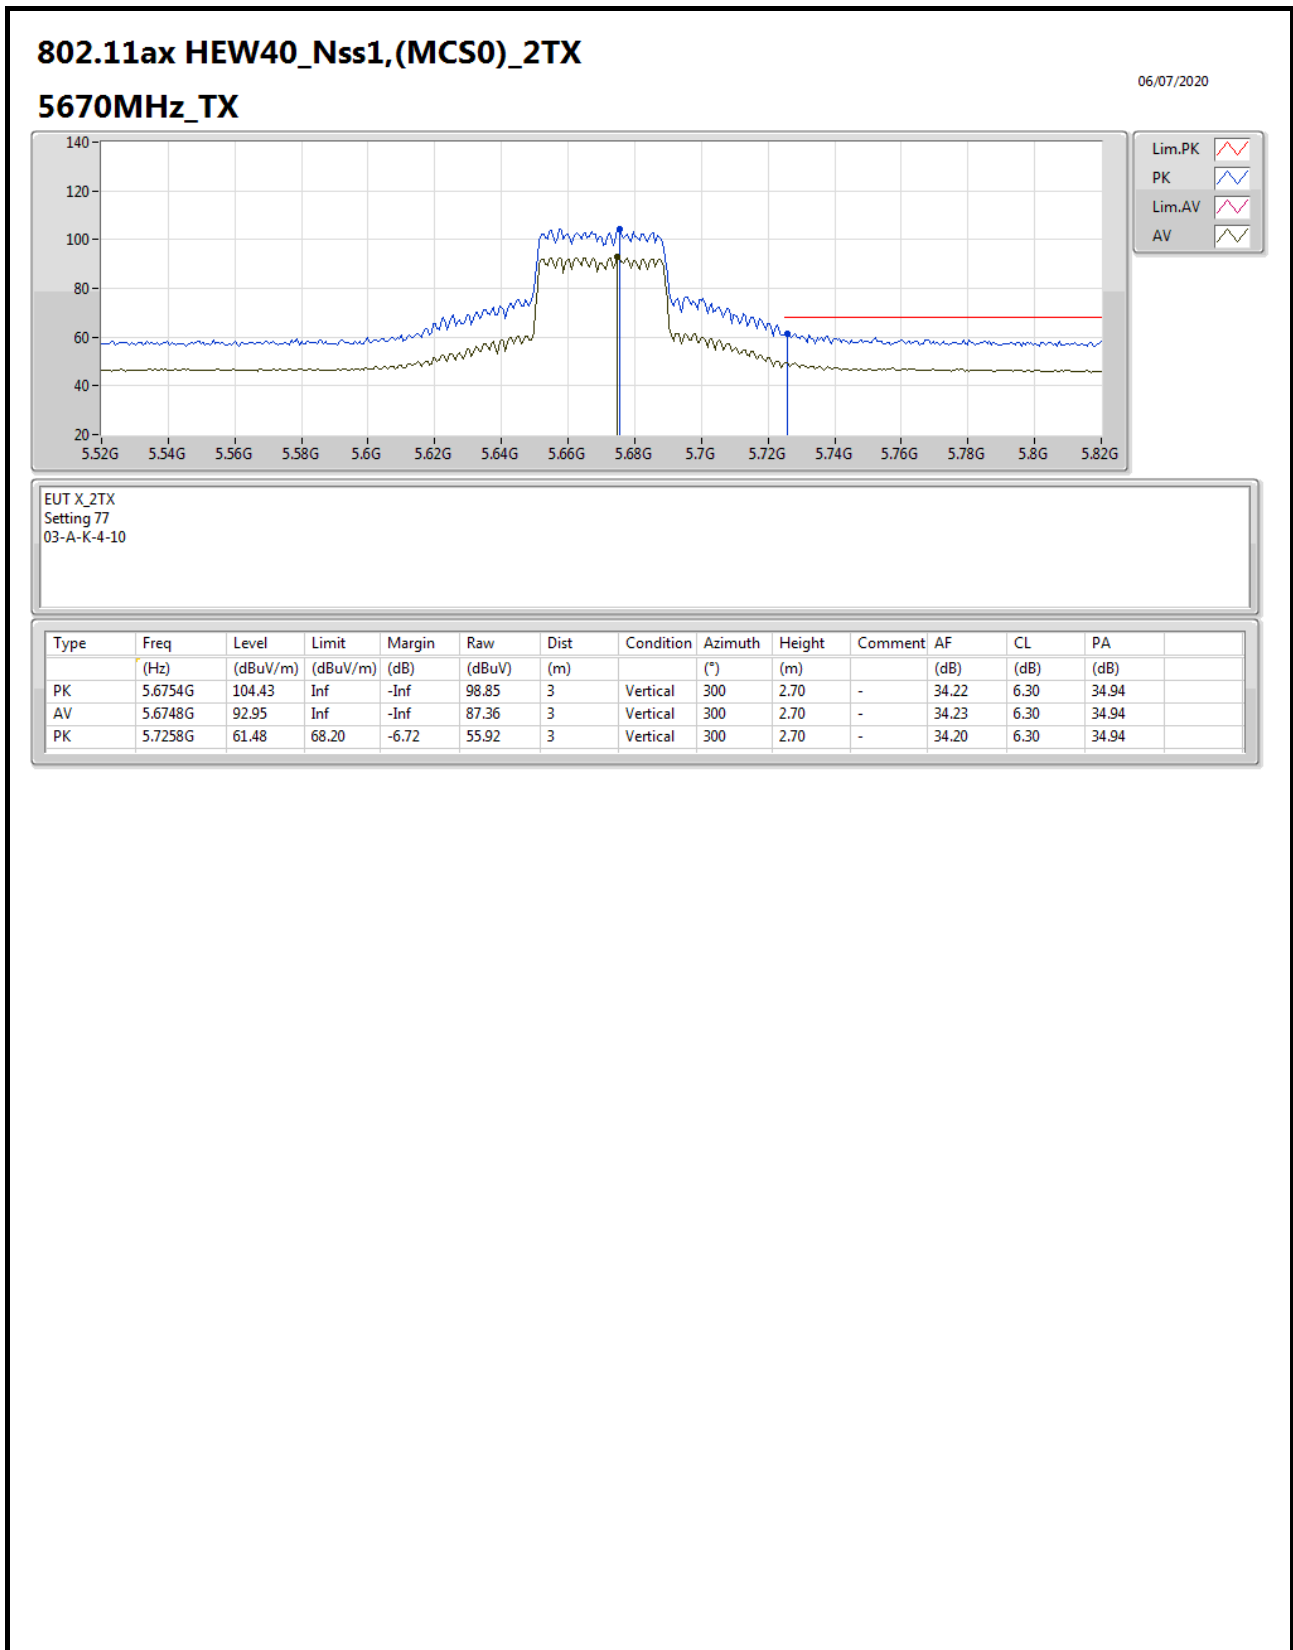 802.11ax HEW40_Nss1,(MCS0)_2TX
06/07/2020
5670MHz_TX
140
120
100
80
60
40
20
5.52G 5.54G 5.56G 5.58G 5.6G 5.62G 5.64G 5.66G 5.68G 5.7G 5.72G 5.74G 5.76G 5.78G 5.8G 5.82G
Lim.PK
PK
Lim.AV
AV
EUT X_2TX
Setting 77
03-A-K-4-10
Type Freq Level Limit Margin Raw Dist Condition Azimuth Height Comment AF CL PA
(Hz) (dBuV/m) (dBuV/m) (dB) (dBuV) (m) (°) (m) (dB) (dB) (dB)
PK 5.6754G 104.43 Inf -Inf 98.85 3 Vertical 300 2.70 - 34.22 6.30 34.94
AV 5.6748G 92.95 Inf -Inf 87.36 3 Vertical 300 2.70 - 34.23 6.30 34.94
PK 5.7258G 61.48 68.20 -6.72 55.92 3 Vertical 300 2.70 - 34.20 6.30 34.94